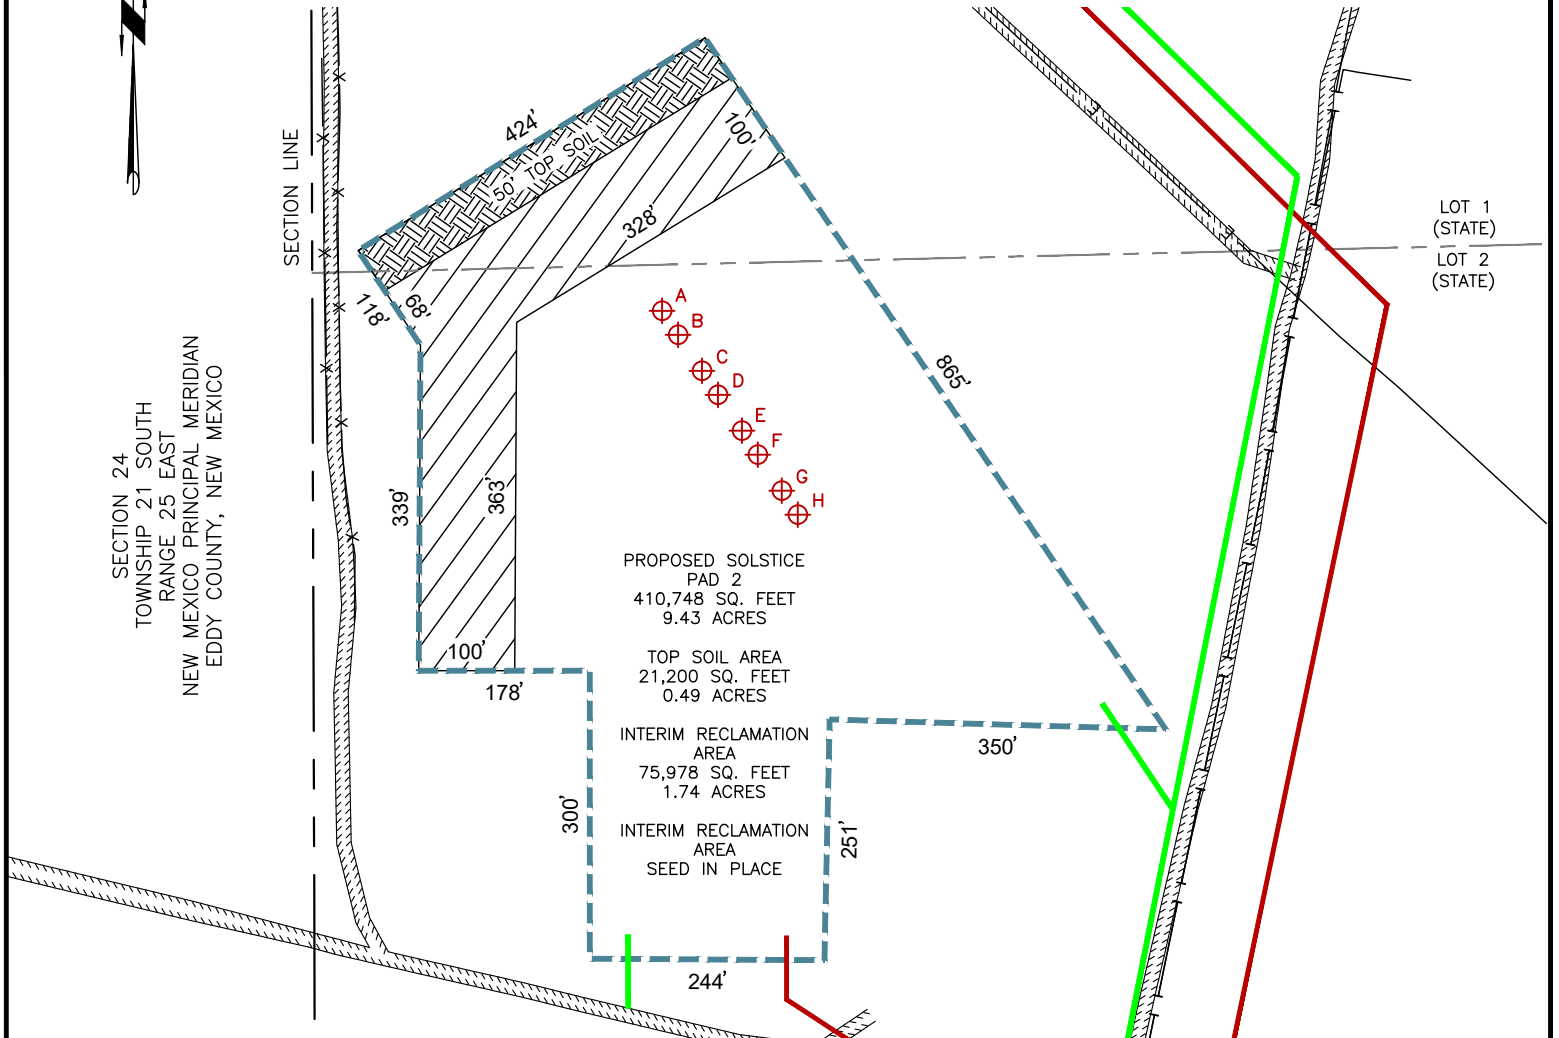 SECTION LINE
SECTION 24
TOWNSHIP 21 SOUTH
RANGE 25 EAST
NEW MEXICO PRINCIPAL MERIDIAN
EDDY COUNTY, NEW MEXICO
424'
50' TOP SOIL
100'
328'
118'
68'
865'
LOT 1
(STATE)
LOT 2
(STATE)
A
B
C
D
E
F
G
H
339'
363'
100'
178'
PROPOSED SOLSTICE
PAD 2
410,748 SQ. FEET
9.43 ACRES
TOP SOIL AREA
21,200 SQ. FEET
0.49 ACRES
INTERIM RECLAMATION
AREA
75,978 SQ. FEET
1.74 ACRES
INTERIM RECLAMATION
AREA
SEED IN PLACE
350'
300'
251'
244'